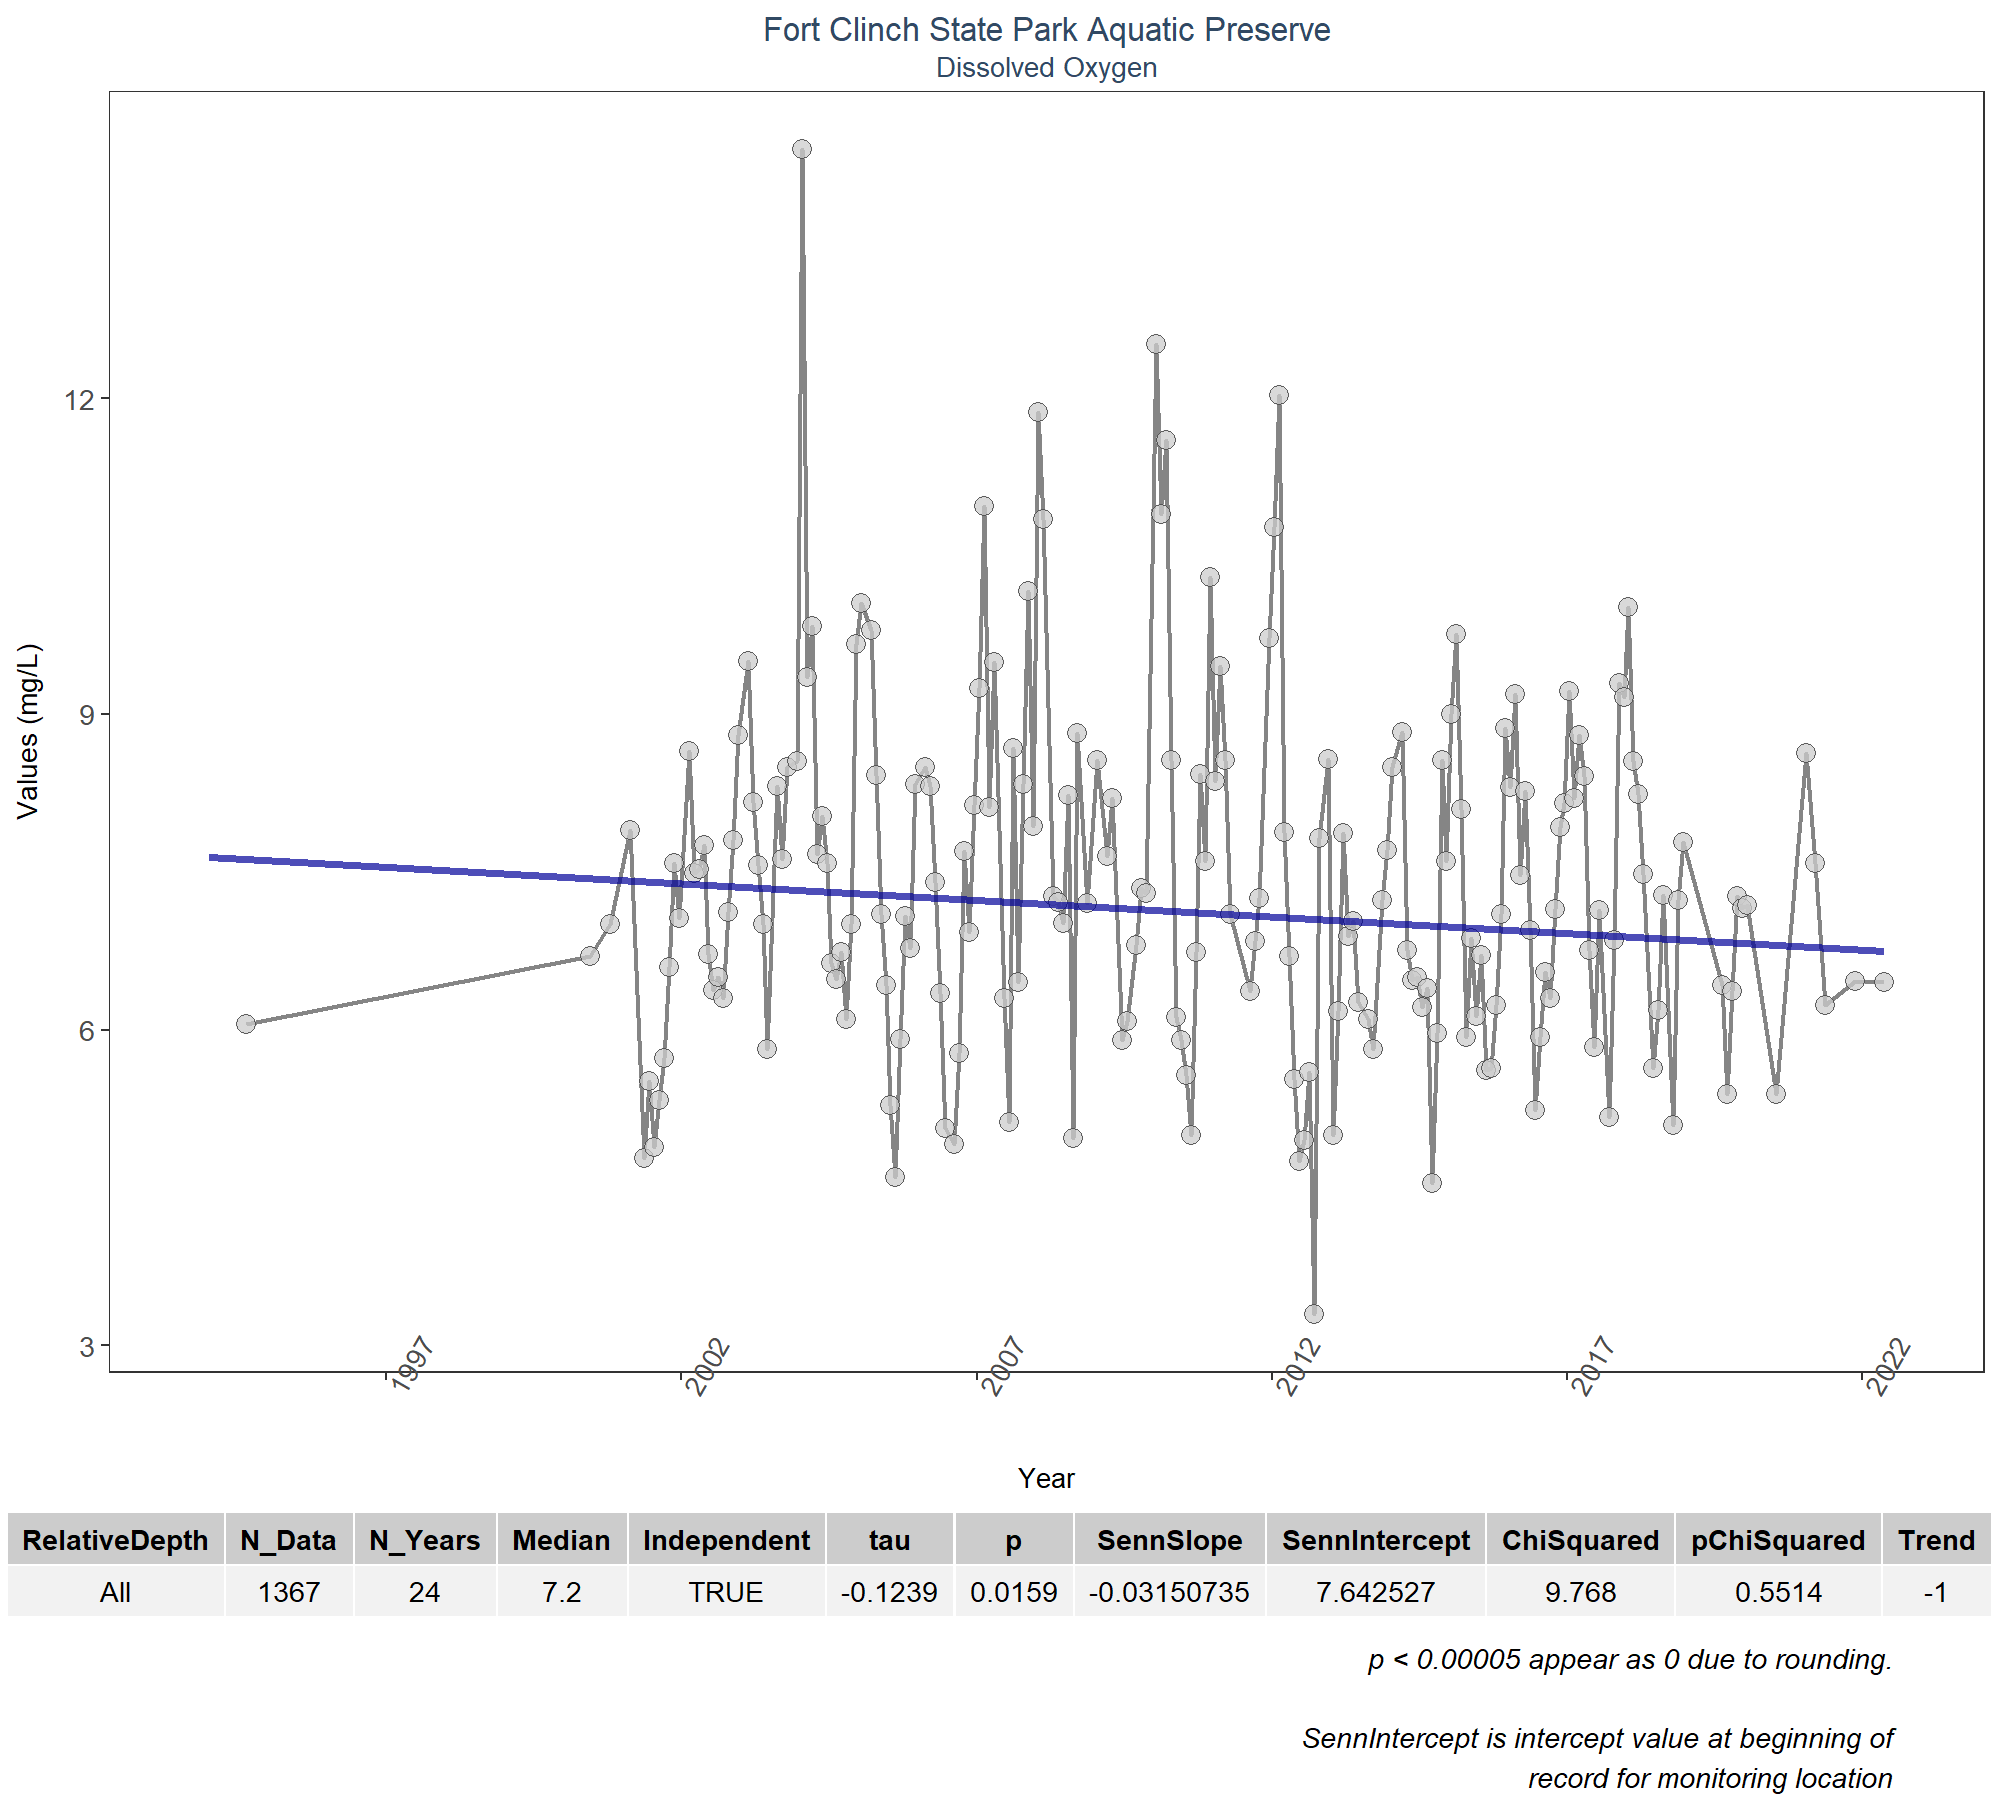 Fort Clinch State Park Aquatic Preserve
Dissolved Oxygen
12
9
6
3
Values (mg/L)
1997
2002
2007
2012
2017
2022
Year
RelativeDepth N_Data N_Years Median Independent tau p SennSlope SennIntercept ChiSquared pChiSquared Trend
All 1367 24 7.2 TRUE -0.1239 0.0159 -0.03150735 7.642527 9.768 0.5514 -1
p < 0.00005 appear as 0 due to rounding.
SennIntercept is intercept value at beginning of
record for monitoring location